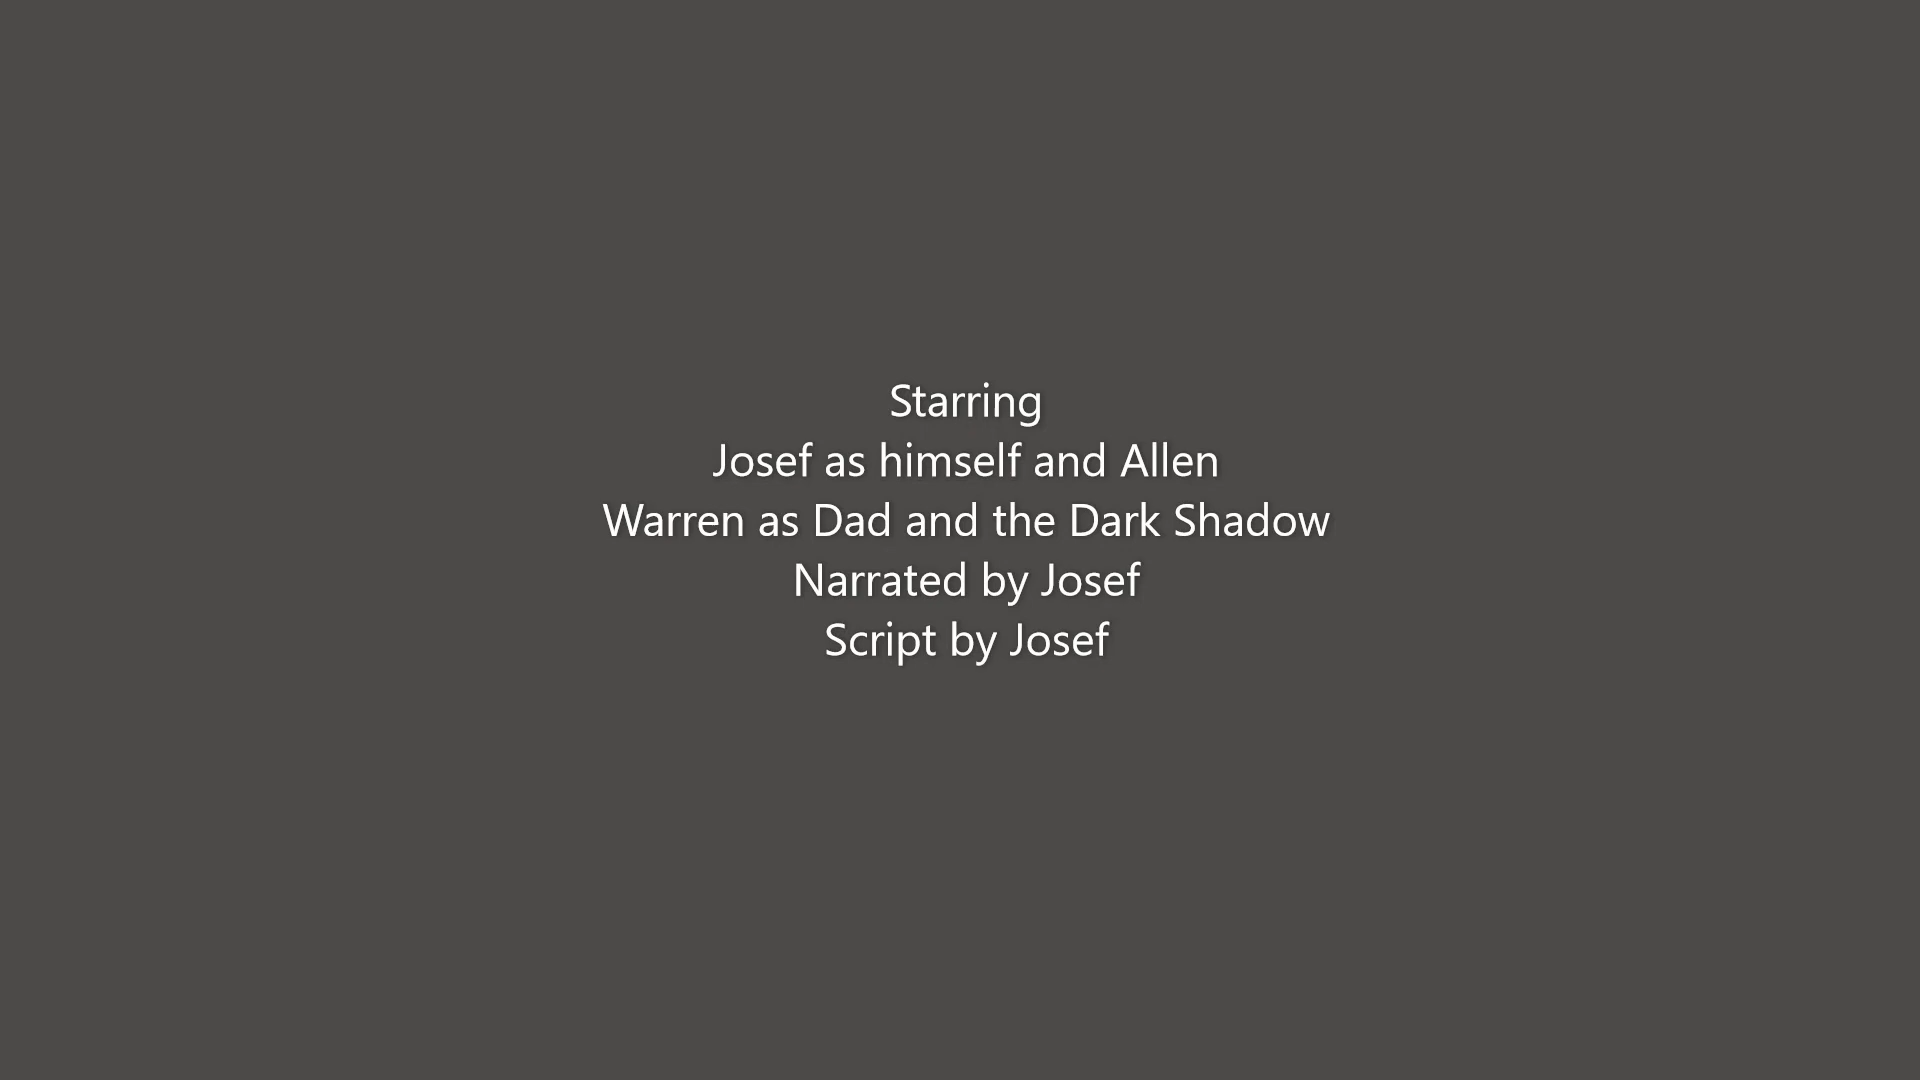 Starring
Josef as himself and Allen
Warren as Dad and the Dark Shadow
Narrated by Josef
Script by Josef